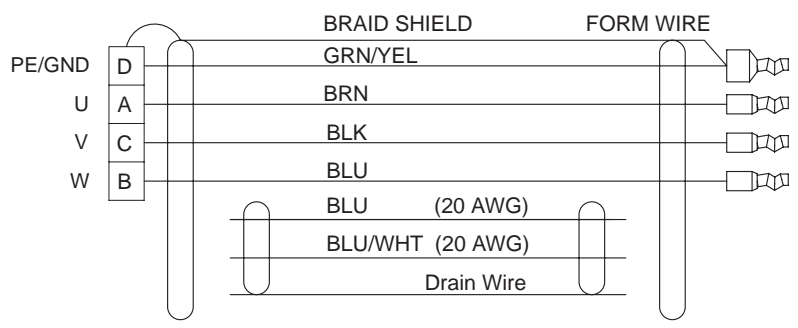 BRAID SHIELD FORM WIRE
PE/GND D GRN/YEL
U A BRN
V C BLK
W B BLU
BLU (20 AWG)
BLU/WHT (20 AWG)
Drain Wire